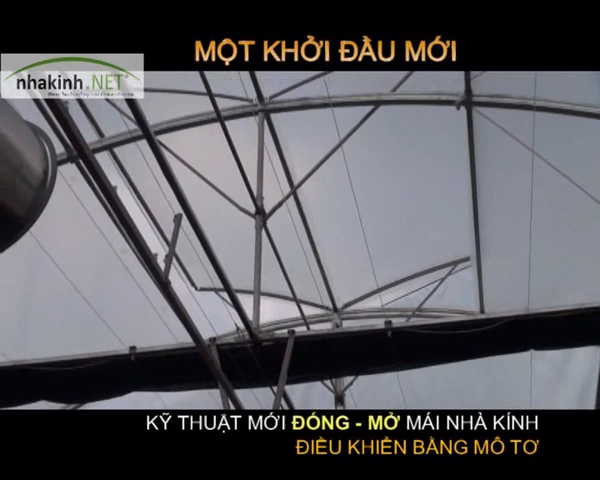 MỘT KHỞI ĐẦU MỚI
nhakinh.NET
KỸ THUẬT MỚI ĐÓNG - MỞ MÁI NHÀ KÍNH
ĐIỀU KHIỂN BẰNG MÔ TƠ